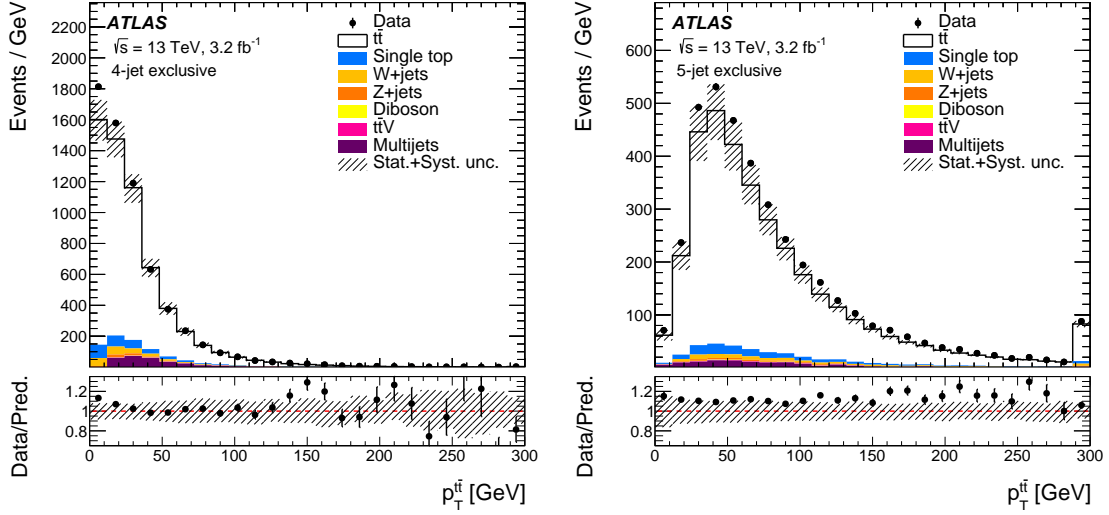 ATLAS
√s = 13 TeV, 3.2 fb⁻¹
4-jet exclusive
Data
tt̄
Single top
W+jets
Z+jets
Diboson
tt̄V
Multijets
Stat.+Syst. unc.
Events / GeV
2200
2000
1800
1600
1400
1200
1000
800
600
400
200
Data/Pred.
1.2
1
0.8
0 50 100 150 200 250 300
p_T^{tt̄} [GeV]
ATLAS
√s = 13 TeV, 3.2 fb⁻¹
5-jet exclusive
Data
tt̄
Single top
W+jets
Z+jets
Diboson
tt̄V
Multijets
Stat.+Syst. unc.
Events / GeV
600
500
400
300
200
100
Data/Pred.
1.2
1
0.8
0 50 100 150 200 250 300
p_T^{tt̄} [GeV]